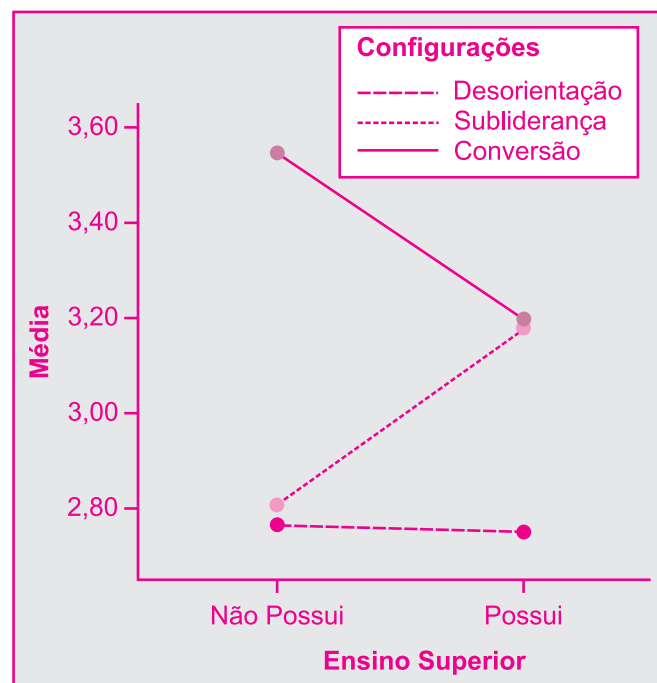 Configurações
Desorientação
Subliderança
Conversão
3,60
3,40
3,20
3,00
2,80
Média
Não Possui
Possui
Ensino Superior